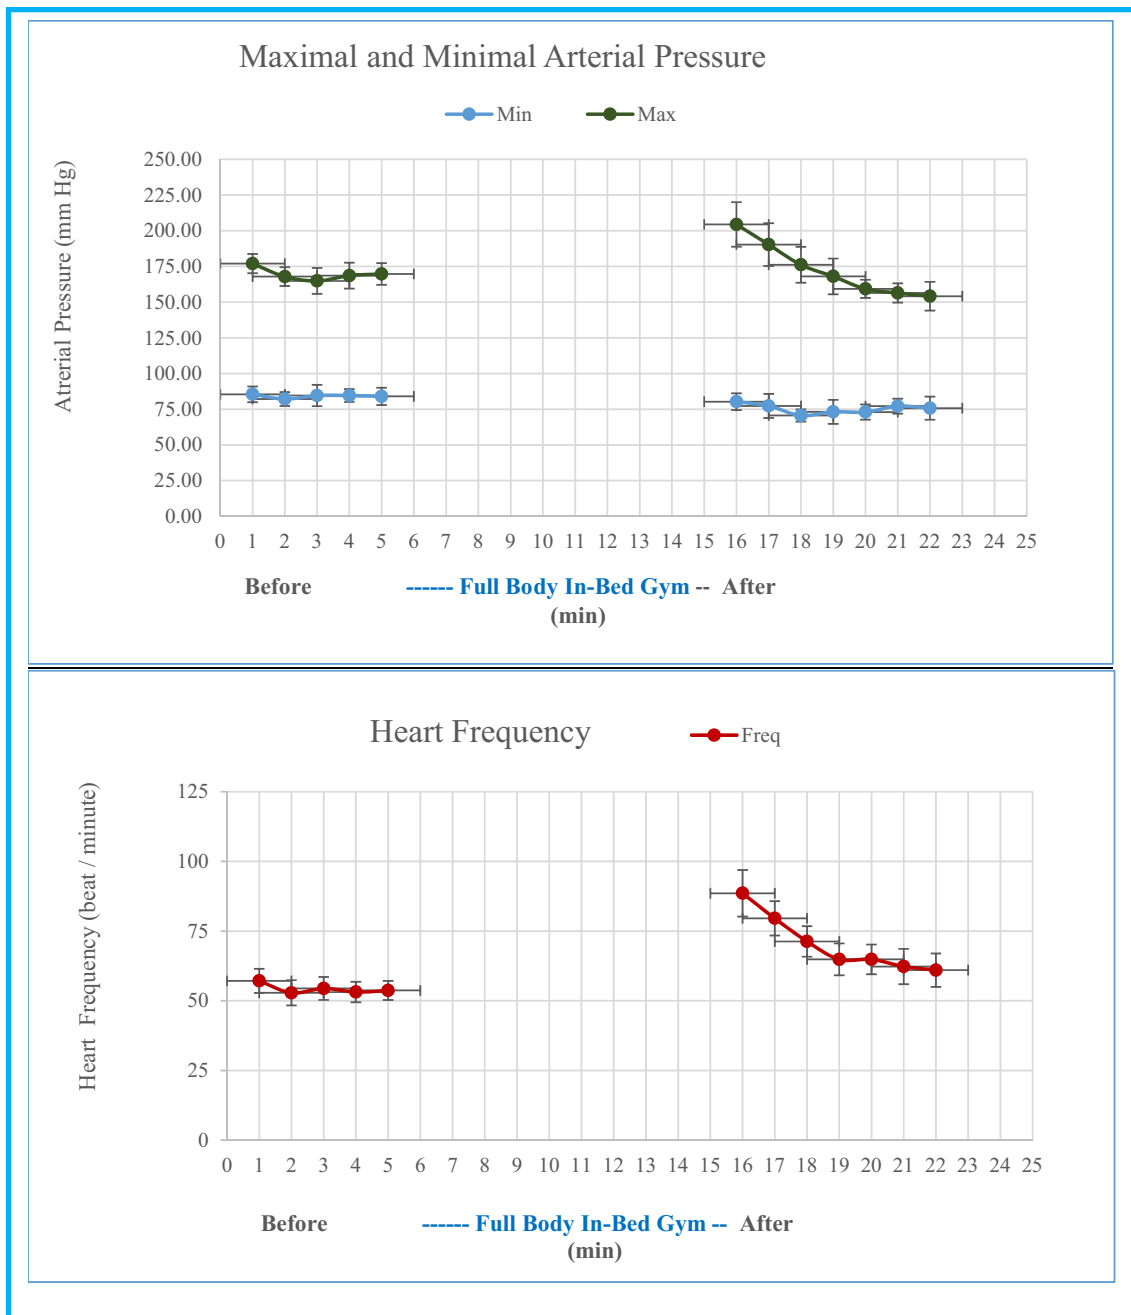 Maximal and Minimal Arterial Pressure
Min Max
Atrerial Pressure (mm Hg)
250.00
225.00
200.00
175.00
150.00
125.00
100.00
75.00
50.00
25.00
0.00
0 1 2 3 4 5 6 7 8 9 10 11 12 13 14 15 16 17 18 19 20 21 22 23 24 25
Before ------ Full Body In-Bed Gym -- After
(min)
Heart Frequency Freq
Heart Frequency (beat / minute)
125
100
75
50
25
0
0 1 2 3 4 5 6 7 8 9 10 11 12 13 14 15 16 17 18 19 20 21 22 23 24 25
Before ------ Full Body In-Bed Gym -- After
(min)